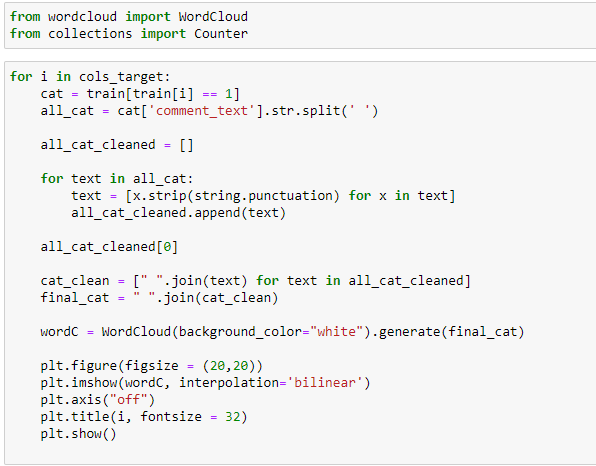 from wordcloud import WordCloud
from collections import Counter
for i in cols_target:
    cat = train[train[i] == 1]
    all_cat = cat['comment_text'].str.split(' ')
    all_cat_cleaned = []
    for text in all_cat:
        text = [x.strip(string.punctuation) for x in text]
        all_cat_cleaned.append(text)
    all_cat_cleaned[0]
    cat_clean = [" ".join(text) for text in all_cat_cleaned]
    final_cat = " ".join(cat_clean)
    wordC = WordCloud(background_color="white").generate(final_cat)
    plt.figure(figsize = (20,20))
    plt.imshow(wordC, interpolation='bilinear')
    plt.axis("off")
    plt.title(i, fontsize = 32)
    plt.show()